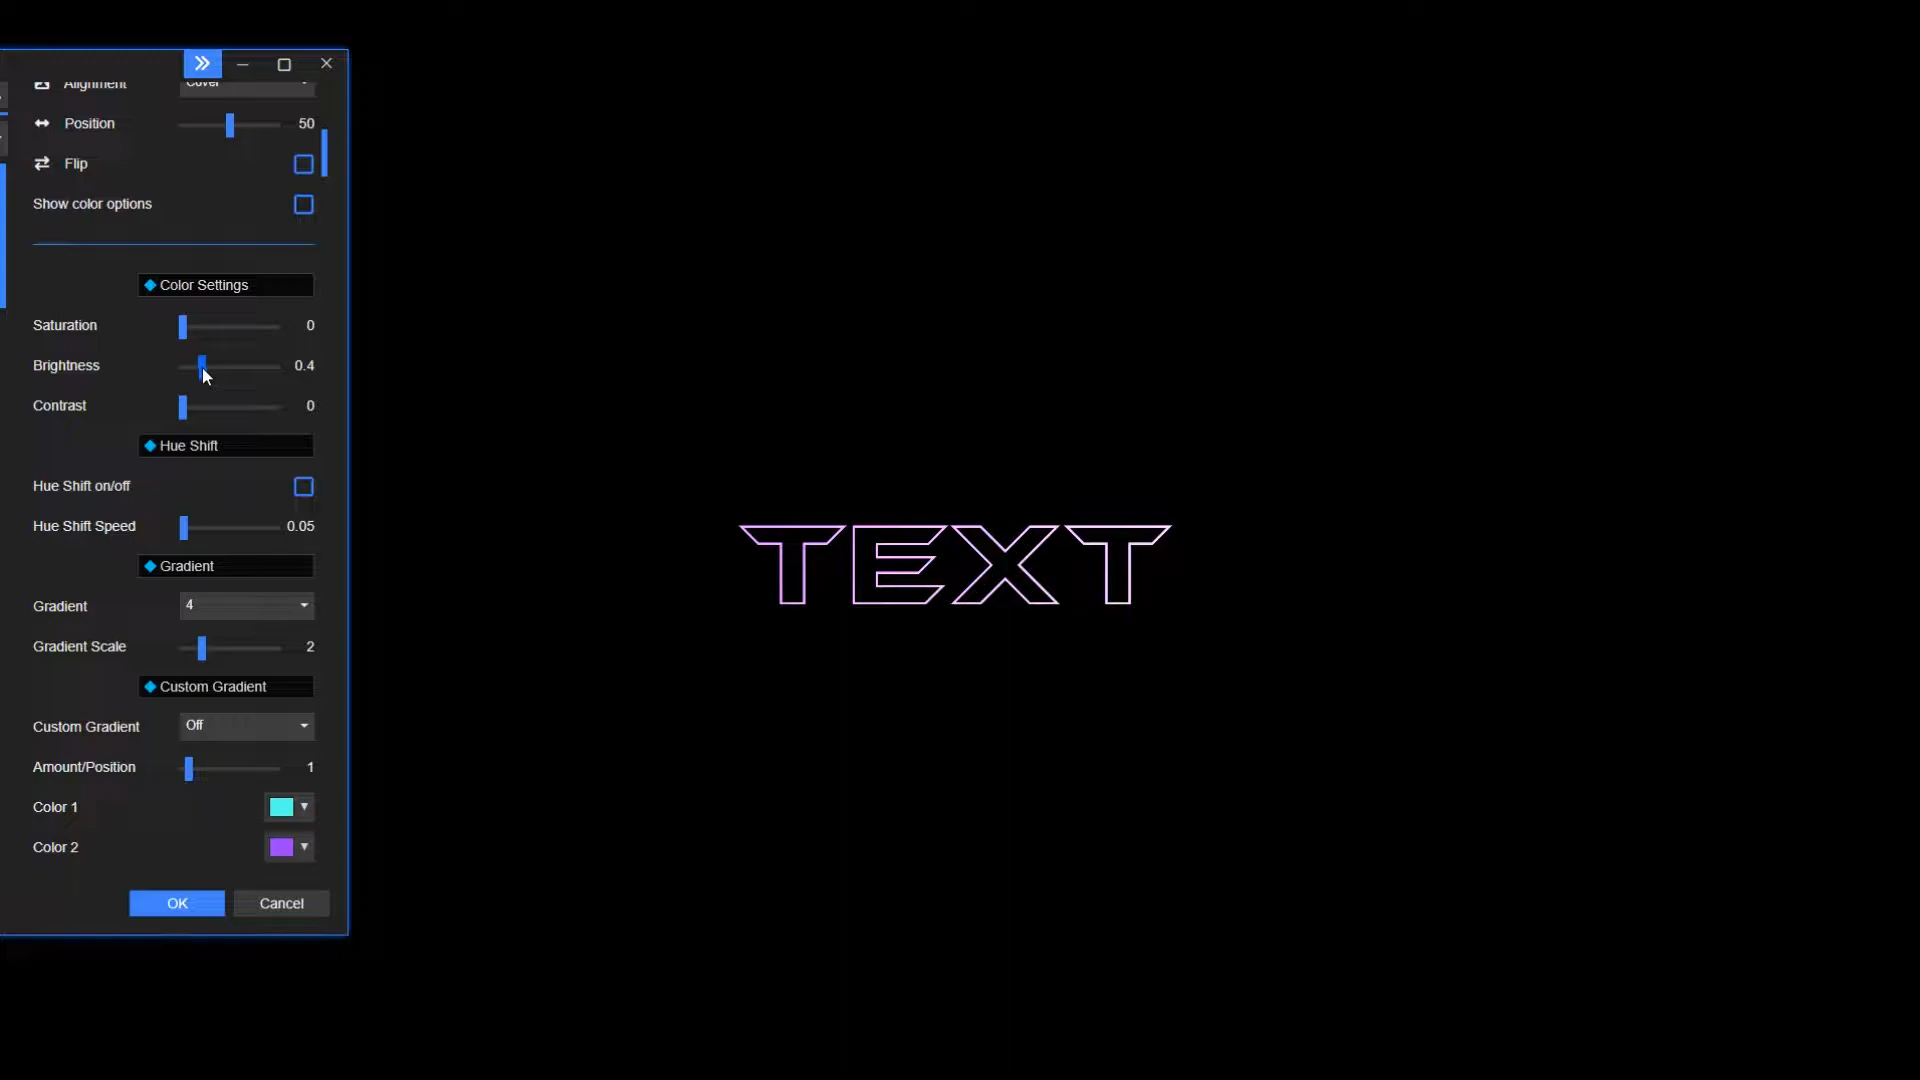 Alignment
Cover
Position 50
Flip
Show color options
Color Settings
Saturation 0
Brightness 0.4
Contrast 0
Hue Shift
Hue Shift on/off
Hue Shift Speed 0.05
Gradient
Gradient 4
Gradient Scale 2
Custom Gradient
Custom Gradient Off
Amount/Position 1
Color 1
Color 2
OK Cancel
TEXT